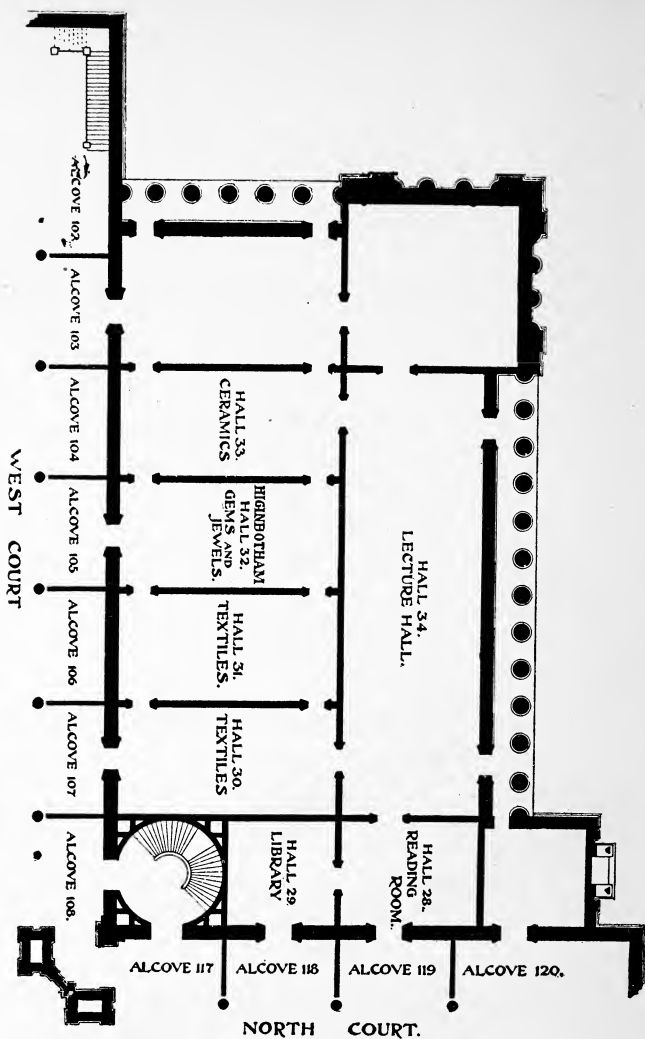 ALCOVE 102
ALCOVE 103
ALCOVE 104
ALCOVE 105
ALCOVE 106
ALCOVE 107
ALCOVE 108.
WEST COURT
HALL 33.
CERAMICS
HIGINBOTHAM
HALL 32.
GEMS AND
JEWELS.
HALL 31.
TEXTILES.
HALL 30.
TEXTILES
HALL 34.
LECTURE HALL.
HALL 29.
LIBRARY
HALL 28.
READING
ROOM.
ALCOVE 117
ALCOVE 118
ALCOVE 119
ALCOVE 120.
NORTH COURT.